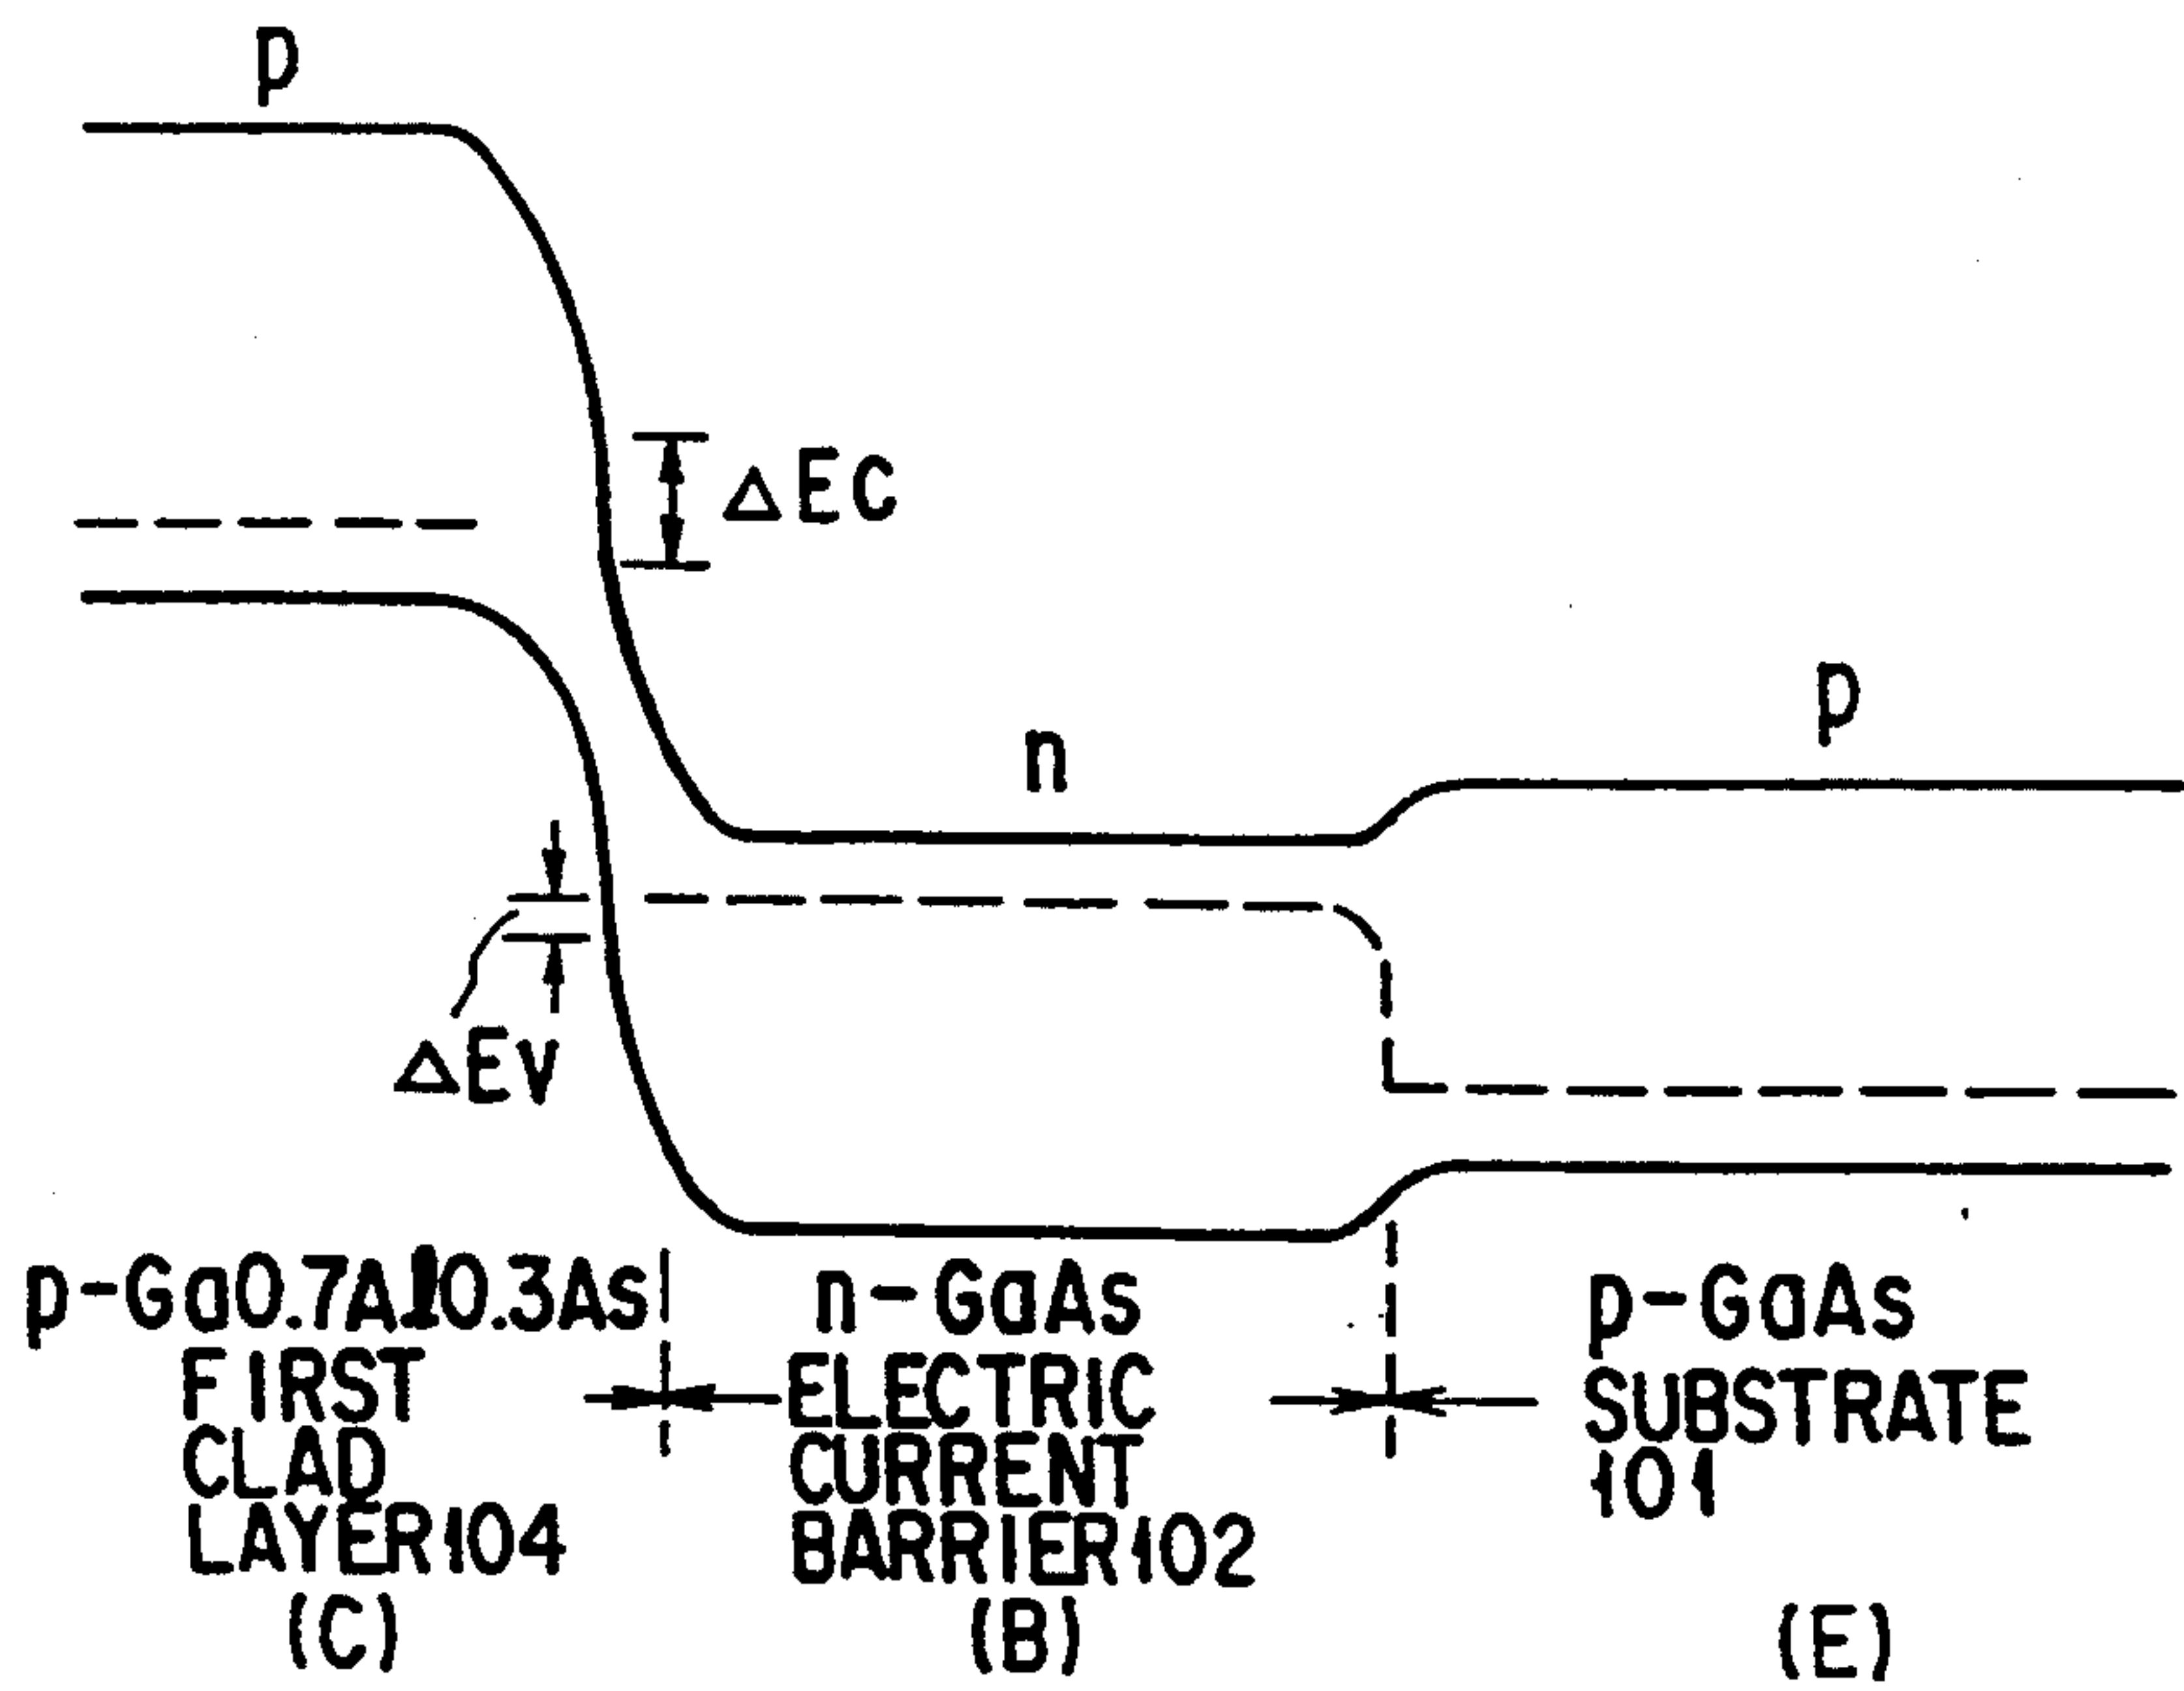 p
ΔEC
p
n
ΔEV
p-Ga0.7Al0.3As
FIRST
CLAD
LAYER104
(C)
n-GaAs
ELECTRIC
CURRENT
BARRIER102
(B)
p-GaAs
SUBSTRATE
101
(E)